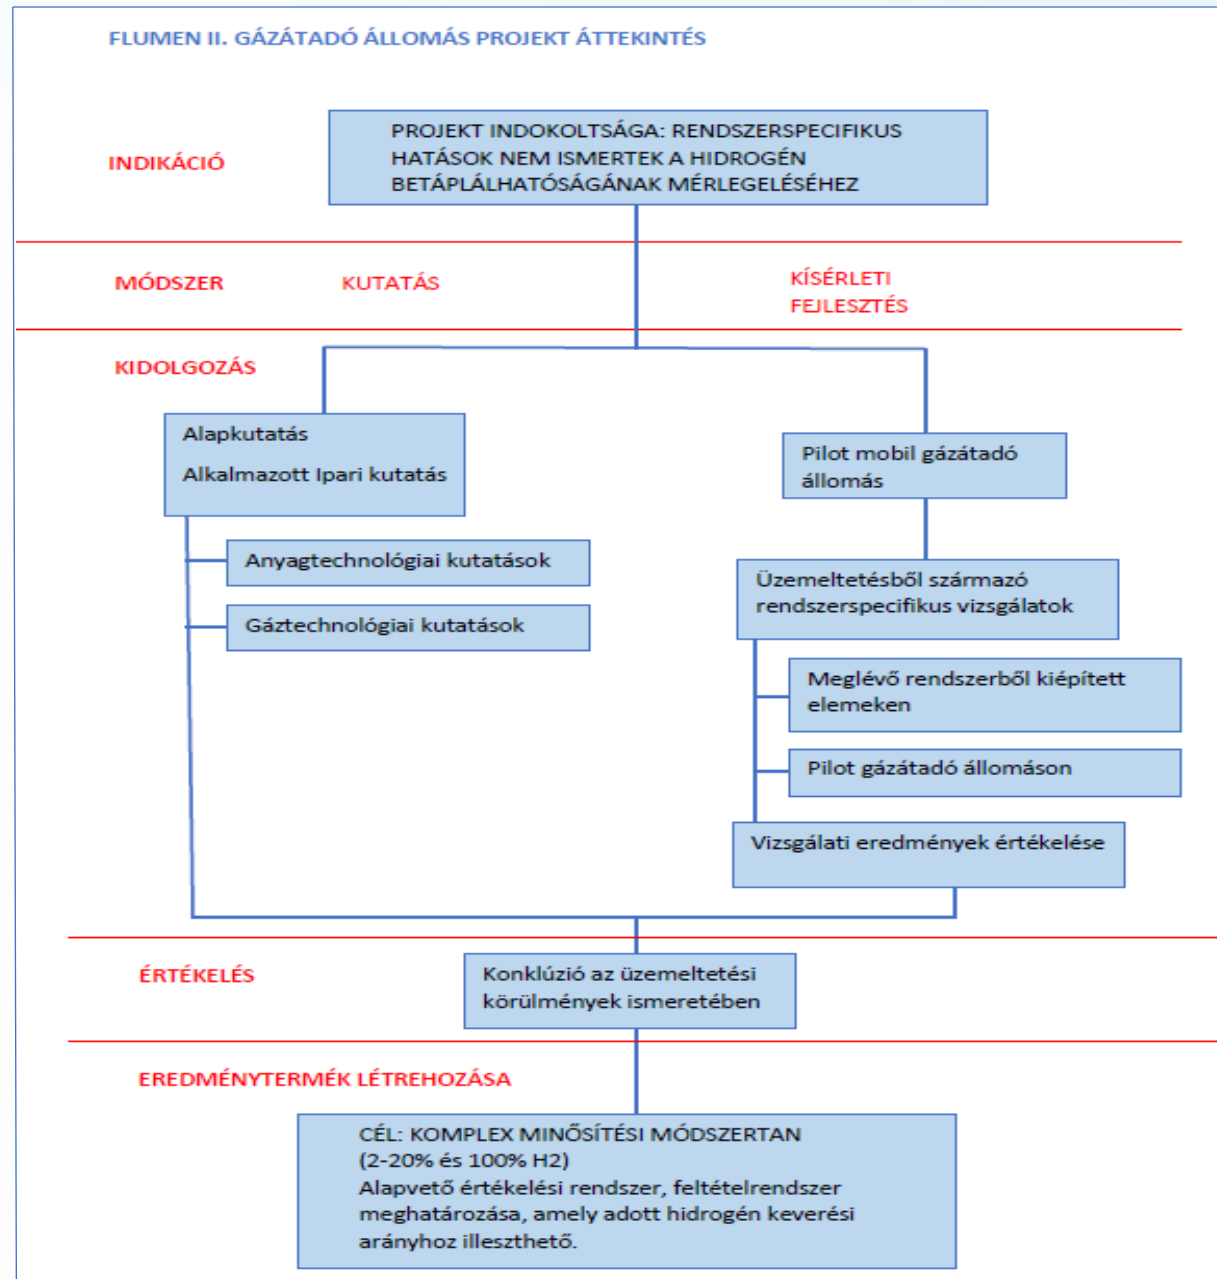 FLUMEN II. GÁZÁTADÓ ÁLLOMÁS PROJEKT ÁTTEKINTÉS
INDIKÁCIÓ
PROJEKT INDOKOLTSÁGA: RENDSZERSPECIFIKUS
HATÁSOK NEM ISMERTEK A HIDROGÉN
BETÁPLÁLHATÓSÁGÁNAK MÉRLEGELÉSÉHEZ
MÓDSZER
KUTATÁS
KÍSÉRLETI
FEJLESZTÉS
KIDOLGOZÁS
Alapkutatás
Alkalmazott Ipari kutatás
Anyagtechnológiai kutatások
Gáztechnológiai kutatások
Pilot mobil gázátadó
állomás
Üzemeltetésből származó
rendszerspecifikus vizsgálatok
Meglévő rendszerből kiépített
elemeken
Pilot gázátadó állomáson
Vizsgálati eredmények értékelése
ÉRTÉKELÉS
Konklúzió az üzemeltetési
körülmények ismeretében
EREDMÉNYTERMÉK LÉTREHOZÁSA
CÉL: KOMPLEX MINŐSÍTÉSI MÓDSZERTAN
(2-20% és 100% H2)
Alapvető értékelési rendszer, feltételrendszer
meghatározása, amely adott hidrogén keverési
arányhoz illeszthető.